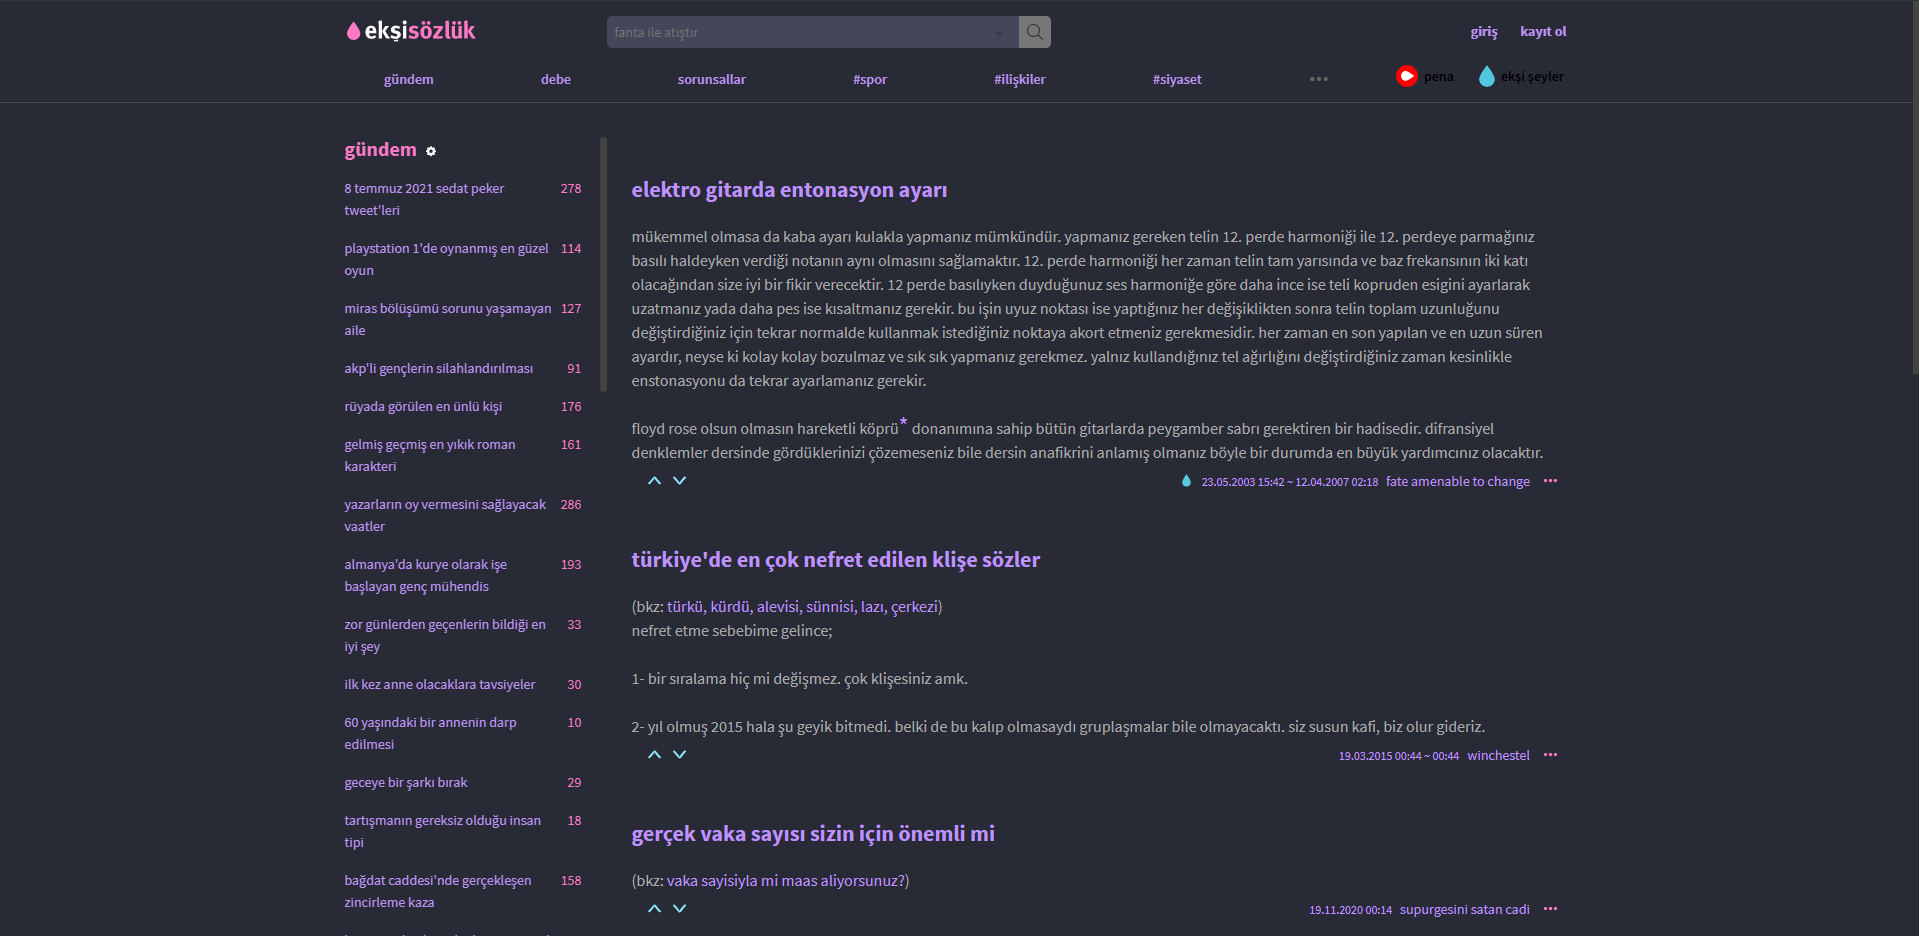 ekşisözlük
fanta ile atıştır
giriş
kayıt ol
gündem
debe
sorunsallar
#spor
#ilişkiler
#siyaset
pena
ekşi şeyler
gündem
8 temmuz 2021 sedat peker 278
tweet'leri
playstation 1'de oynanmış en güzel 114
oyun
miras bölüşümü sorunu yaşamayan 127
aile
akp'li gençlerin silahlandırılması 91
rüyada görülen en ünlü kişi 176
gelmiş geçmiş en yıkık roman 161
karakteri
yazarların oy vermesini sağlayacak 286
vaatler
almanya'da kurye olarak işe 193
başlayan genç mühendis
zor günlerden geçenlerin bildiği en 33
iyi şey
ilk kez anne olacaklara tavsiyeler 30
60 yaşındaki bir annenin darp 10
edilmesi
geceye bir şarkı bırak 29
tartışmanın gereksiz olduğu insan 18
tipi
bağdat caddesi'nde gerçekleşen 158
zincirleme kaza
elektro gitarda entonasyon ayarı
mükemmel olmasa da kaba ayarı kulakla yapmanız mümkündür. yapmanız gereken telin 12. perde harmoniği ile 12. perdeye parmağınız
basılı haldeyken verdiği notanın aynı olmasını sağlamaktır. 12. perde harmoniği her zaman telin tam yarısında ve baz frekansının iki katı
olacağından size iyi bir fikir verecektir. 12 perde basılıyken duyduğunuz ses harmoniğe göre daha ince ise teli kopruden esigini ayarlarak
uzatmanız yada daha pes ise kısaltmanız gerekir. bu işin uyuz noktası ise yaptığınız her değişiklikten sonra telin toplam uzunluğunu
değiştirdiğiniz için tekrar normalde kullanmak istediğiniz noktaya akort etmeniz gerekmesidir. her zaman en son yapılan ve en uzun süren
ayardır, neyse ki kolay kolay bozulmaz ve sık sık yapmanız gerekmez. yalnız kullandığınız tel ağırlığını değiştirdiğiniz zaman kesinlikle
enstonasyonu da tekrar ayarlamanız gerekir.
floyd rose olsun olmasın hareketli köprü* donanımına sahip bütün gitarlarda peygamber sabrı gerektiren bir hadisedir. difransiyel
denklemler dersinde gördüklerinizi çözemeseniz bile dersin anafikrini anlamış olmanız böyle bir durumda en büyük yardımcınız olacaktır.
23.05.2003 15:42 ~ 12.04.2007 02:18 fate amenable to change
türkiye'de en çok nefret edilen klişe sözler
(bkz: türkü, kürdü, alevisi, sünnisi, lazı, çerkezi)
nefret etme sebebime gelince;
1- bir sıralama hiç mi değişmez. çok klişesiniz amk.
2- yıl olmuş 2015 hala şu geyik bitmedi. belki de bu kalıp olmasaydı gruplaşmalar bile olmayacaktı. siz susun kafi, biz olur gideriz.
19.03.2015 00:44 ~ 00:44 winchestel
gerçek vaka sayısı sizin için önemli mi
(bkz: vaka sayisiyla mi maas aliyorsunuz?)
19.11.2020 00:14 supurgesini satan cadi